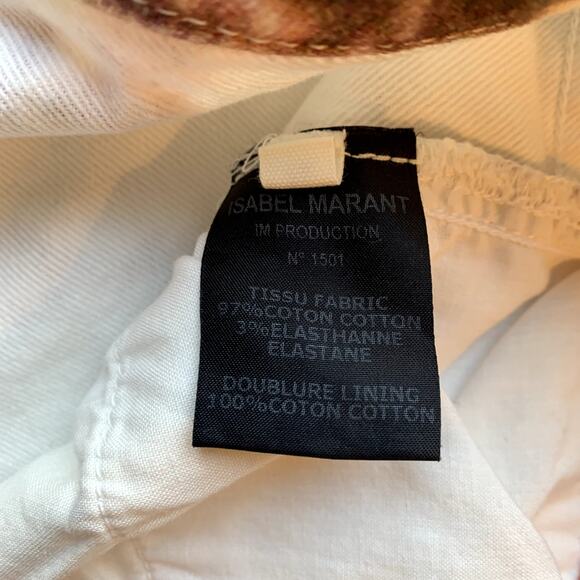 ISABEL MARANT
IM PRODUCTION
N° 1501
TISSU FABRIC
97%COTON COTTON
3%ELASTHANNE
ELASTANE
DOUBLURE LINING
100%COTON COTTON